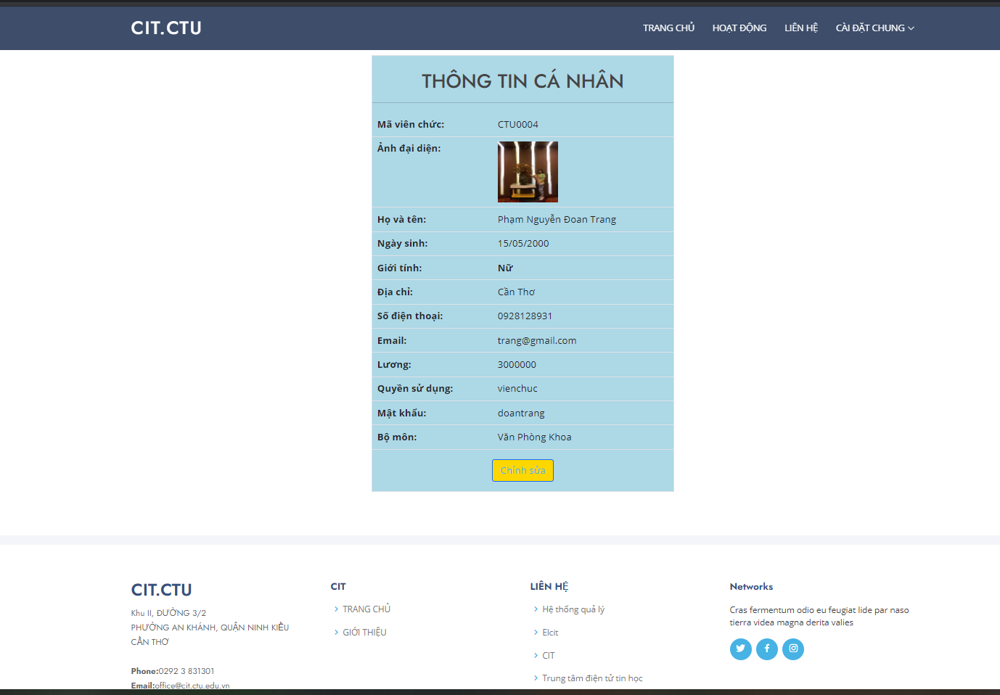 CIT.CTU
TRANG CHỦ HOẠT ĐỘNG LIÊN HỆ CÀI ĐẶT CHUNG
THÔNG TIN CÁ NHÂN
Mã viên chức: CTU0004
Ảnh đại diện:
Họ và tên: Phạm Nguyễn Đoan Trang
Ngày sinh: 15/05/2000
Giới tính: Nữ
Địa chỉ: Cần Thơ
Số điện thoại: 0928128931
Email: trang@gmail.com
Lương: 3000000
Quyền sử dụng: vienchuc
Mật khẩu: doantrang
Bộ môn: Văn Phòng Khoa
Chỉnh sửa
CIT.CTU
Khu II, ĐƯỜNG 3/2
PHƯỜNG AN KHÁNH, QUẬN NINH KIỀU
CẦN THƠ
Phone:0292 3 831301
Email:office@cit.ctu.edu.vn
CIT
TRANG CHỦ
GIỚI THIỆU
LIÊN HỆ
Hệ thống quả lý
Elcit
CIT
Trung tâm điện tử tin học
Networks
Cras fermentum odio eu feugiat lide par naso
tierra videa magna derita valies